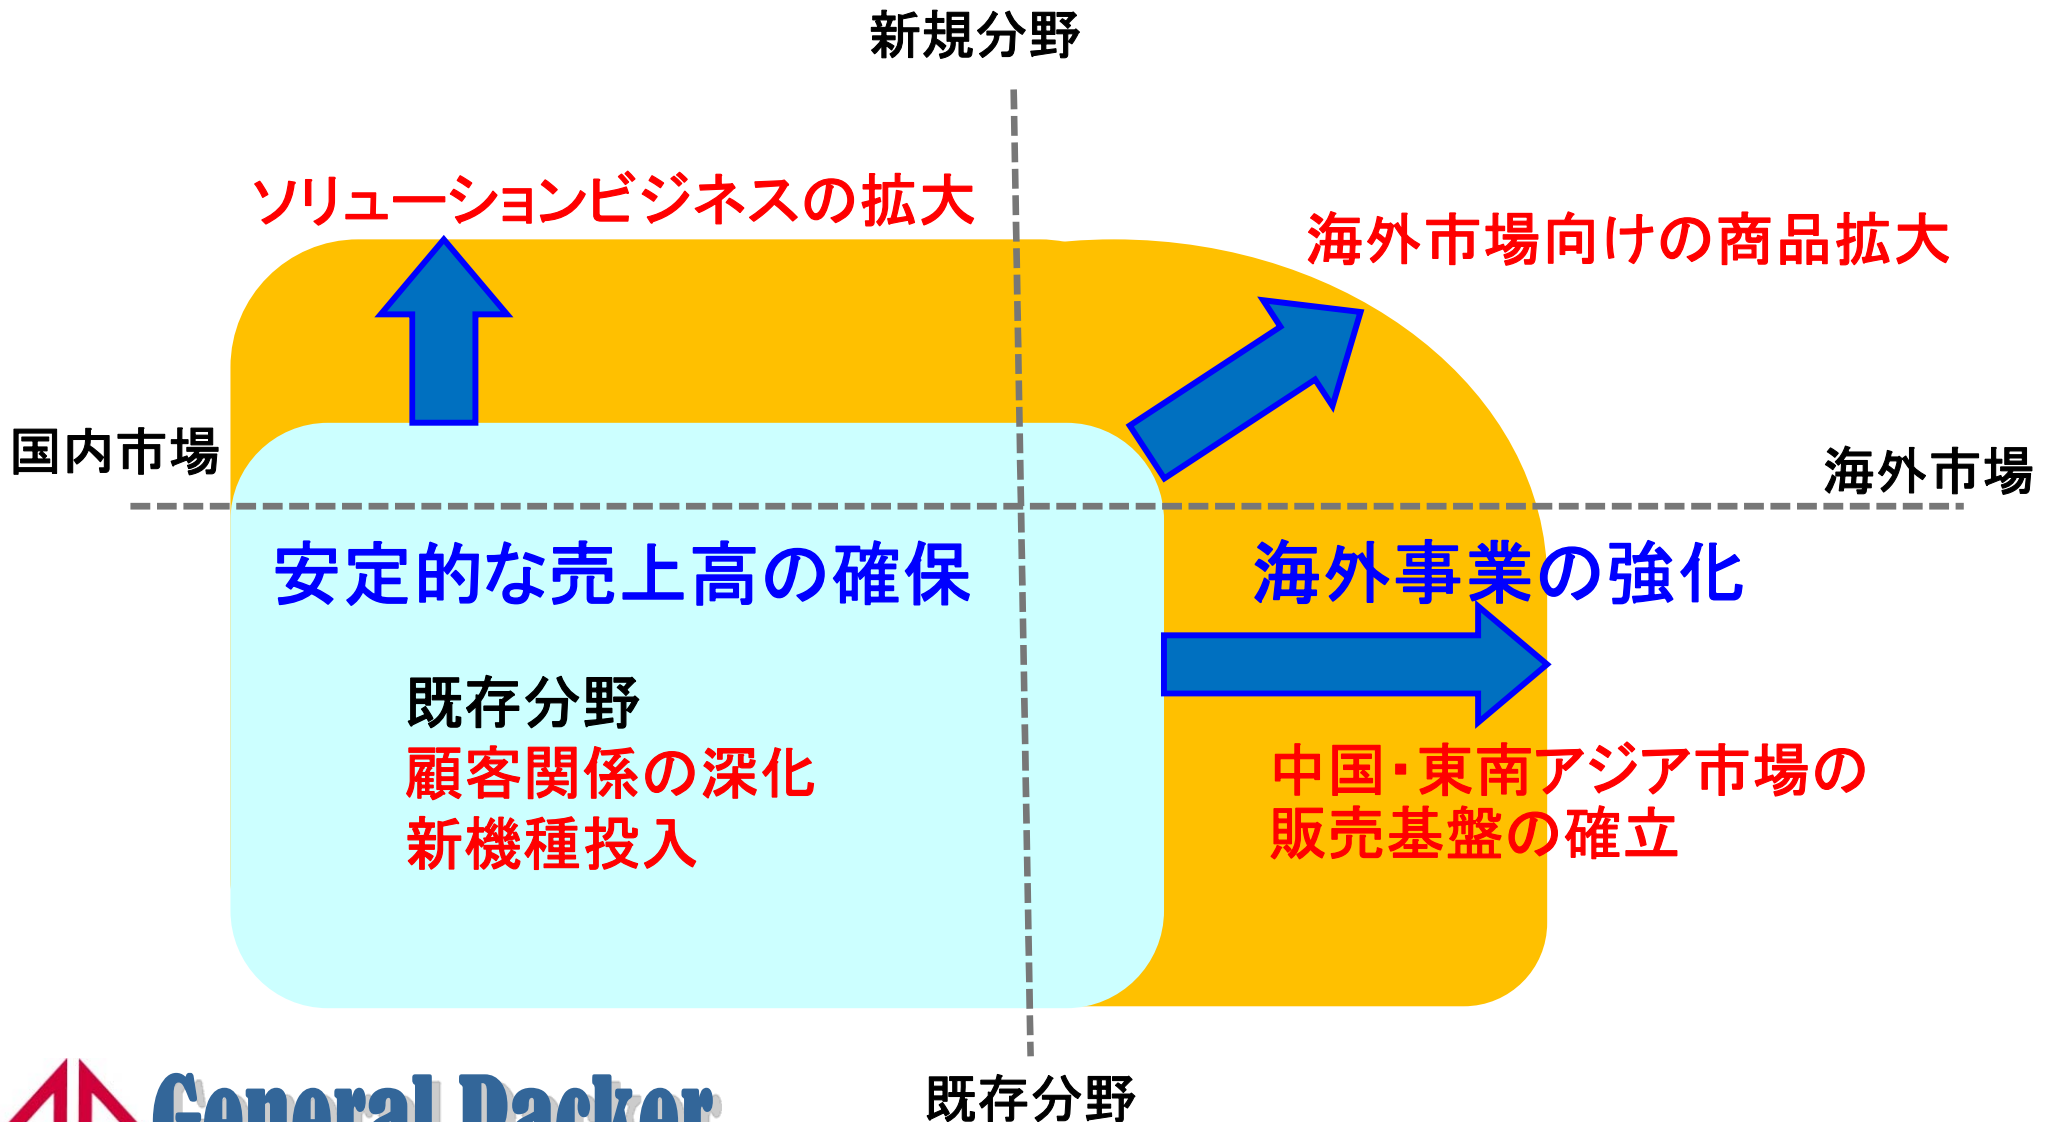 新規分野
ソリューションビジネスの拡大
海外市場向けの商品拡大
国内市場
海外市場
安定的な売上高の確保
海外事業の強化
既存分野
顧客関係の深化
新機種投入
中国・東南アジア市場の
販売基盤の確立
既存分野
General Packer